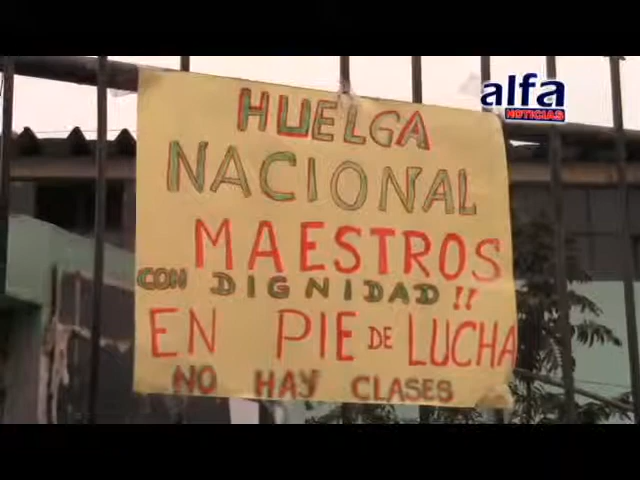 alfa
NOTICIAS
HUELGA
NACIONAL
MAESTROS
CON DIGNIDAD !!
EN PIE DE LUCHA
NO HAY CLASES